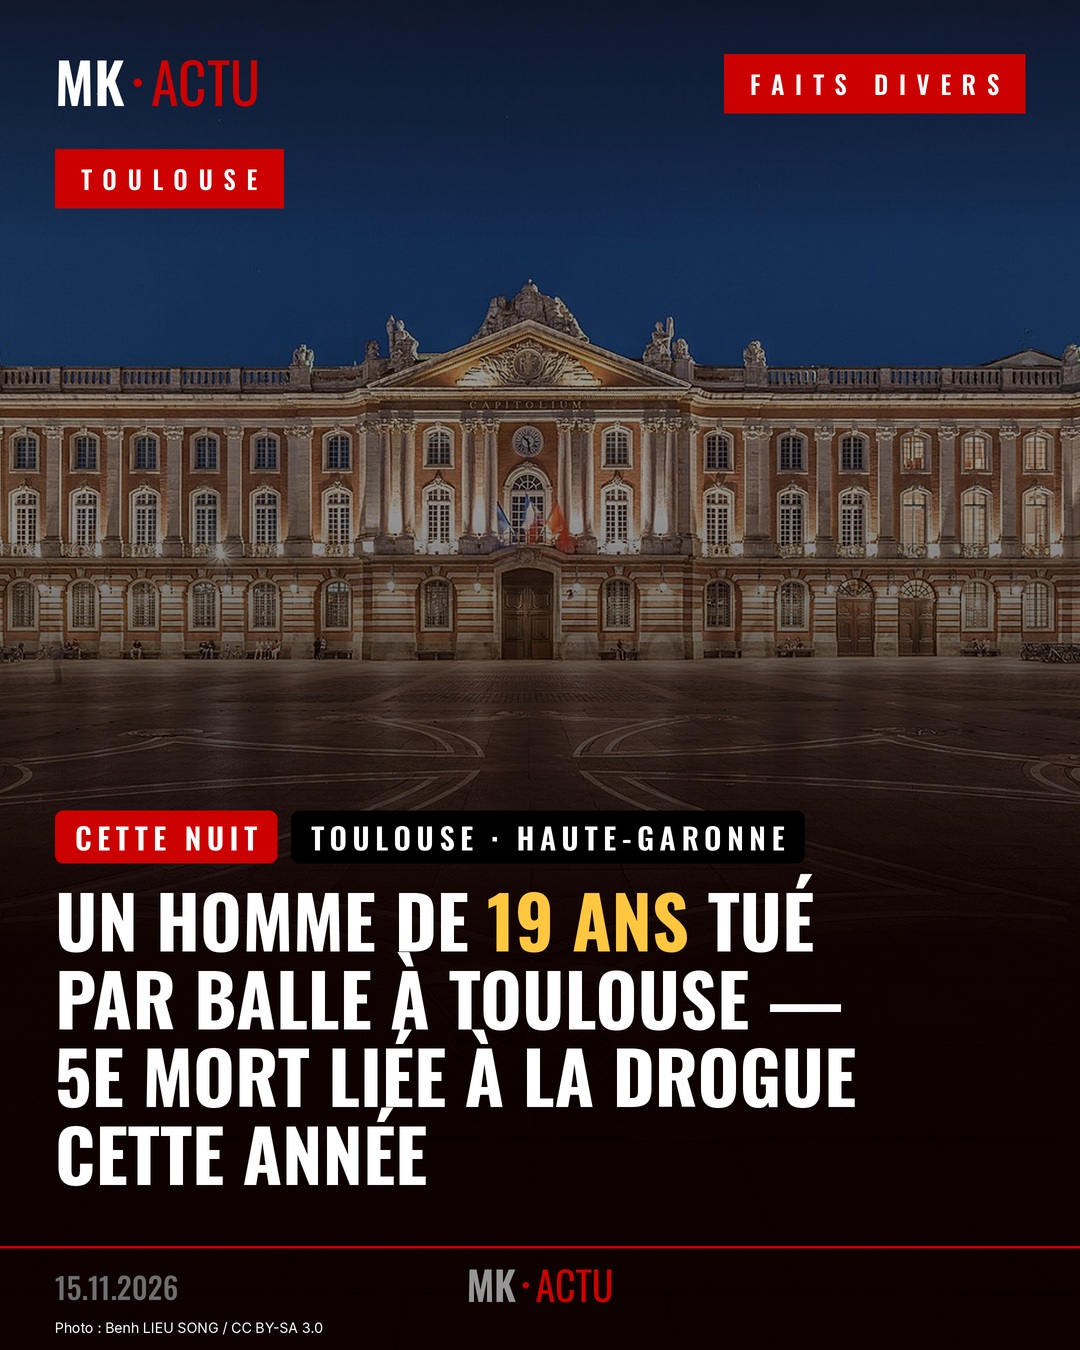 MK·ACTU
FAITS DIVERS
TOULOUSE
CAPITOLIUM
CETTE NUIT
TOULOUSE · HAUTE-GARONNE
UN HOMME DE 19 ANS TUÉ
PAR BALLE À TOULOUSE —
5E MORT LIÉE À LA DROGUE
CETTE ANNÉE
15.11.2026
MK·ACTU
Photo : Benh LIEU SONG / CC BY-SA 3.0